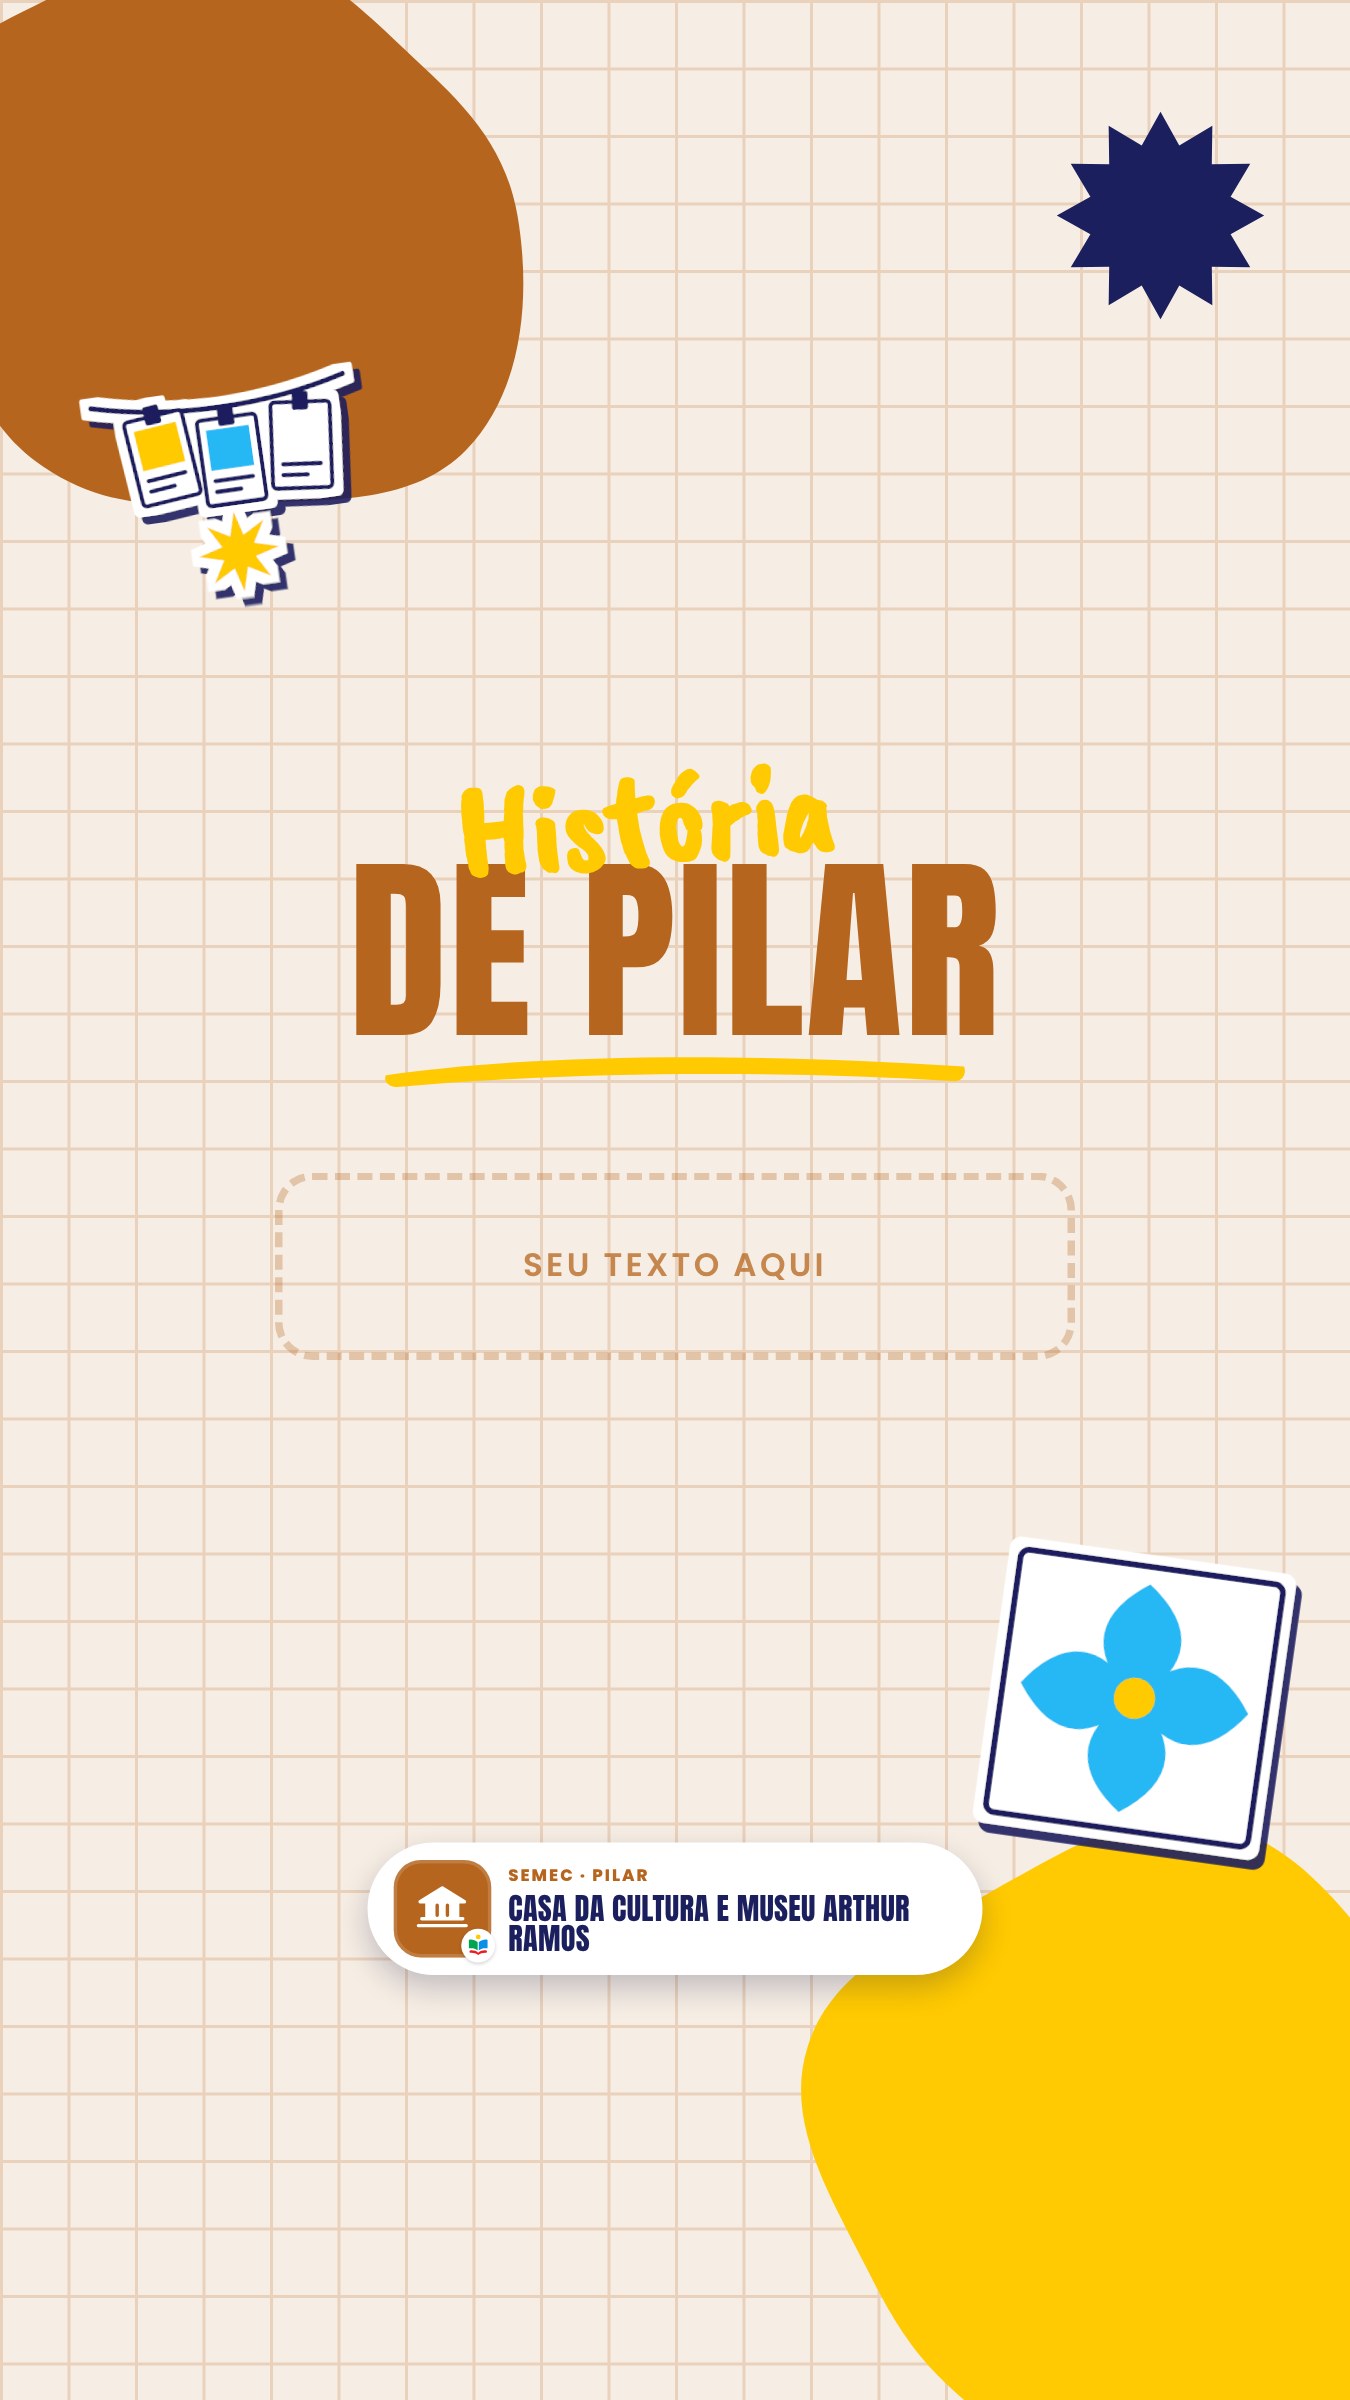 História
DE PILAR
SEU TEXTO AQUI
SEMEC · PILAR
CASA DA CULTURA E MUSEU ARTHUR
RAMOS